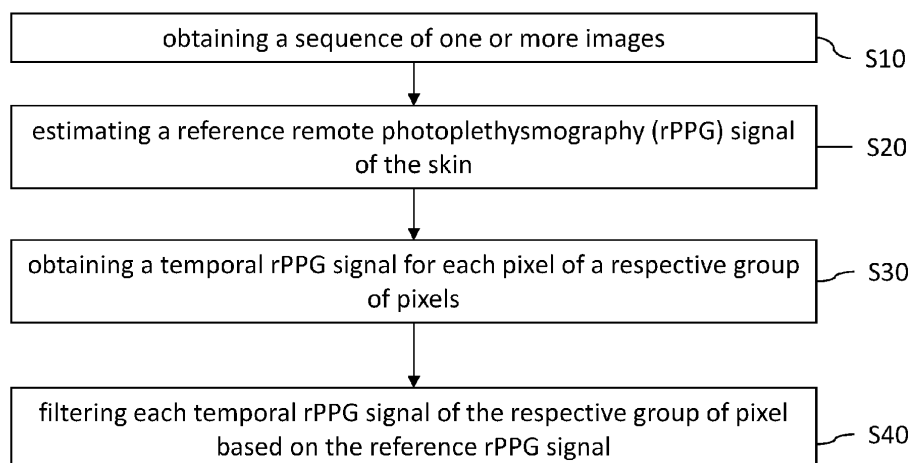 obtaining a sequence of one or more images
S10
estimating a reference remote photoplethysmography (rPPG) signal
of the skin
S20
obtaining a temporal rPPG signal for each pixel of a respective group
of pixels
S30
filtering each temporal rPPG signal of the respective group of pixel
based on the reference rPPG signal
S40